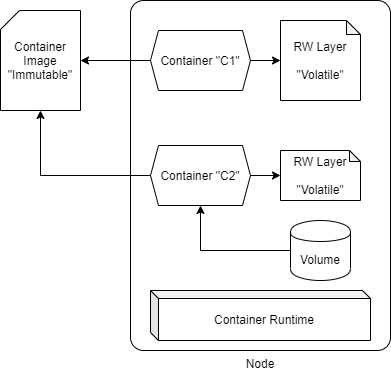 Container
Image
"Immutable"
Container "C1"
RW Layer
"Volatile"
Container "C2"
RW Layer
"Volatile"
Volume
Container Runtime
Node